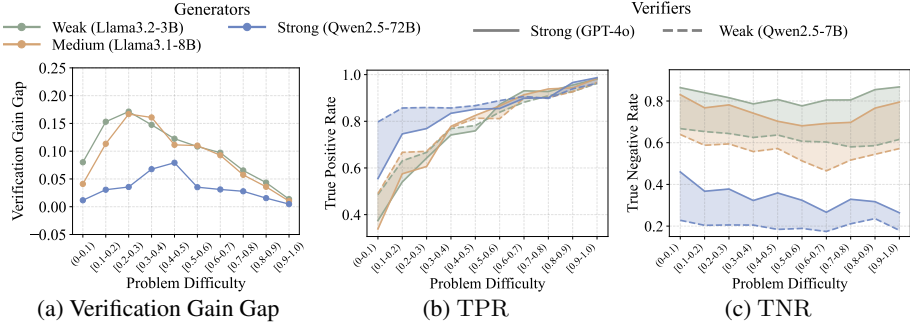 Generators
Verifiers
Weak (Llama3.2-3B)
Strong (Qwen2.5-72B)
Strong (GPT-4o)
Weak (Qwen2.5-7B)
Medium (Llama3.1-8B)
Verification Gain Gap
0.25
0.20
0.15
0.10
0.05
0.00
−0.05
(0-0.1)
[0.1-0.2)
[0.2-0.3)
[0.3-0.4)
[0.4-0.5)
[0.5-0.6)
[0.6-0.7)
[0.7-0.8)
[0.8-0.9)
[0.9-1.0)
Problem Difficulty
(a) Verification Gain Gap
True Positive Rate
1.0
0.8
0.6
0.4
(0-0.1)
[0.1-0.2)
[0.2-0.3)
[0.3-0.4)
[0.4-0.5)
[0.5-0.6)
[0.6-0.7)
[0.7-0.8)
[0.8-0.9)
[0.9-1.0)
Problem Difficulty
(b) TPR
True Negative Rate
0.8
0.6
0.4
0.2
(0-0.1)
[0.1-0.2)
[0.2-0.3)
[0.3-0.4)
[0.4-0.5)
[0.5-0.6)
[0.6-0.7)
[0.7-0.8)
[0.8-0.9)
[0.9-1.0)
Problem Difficulty
(c) TNR